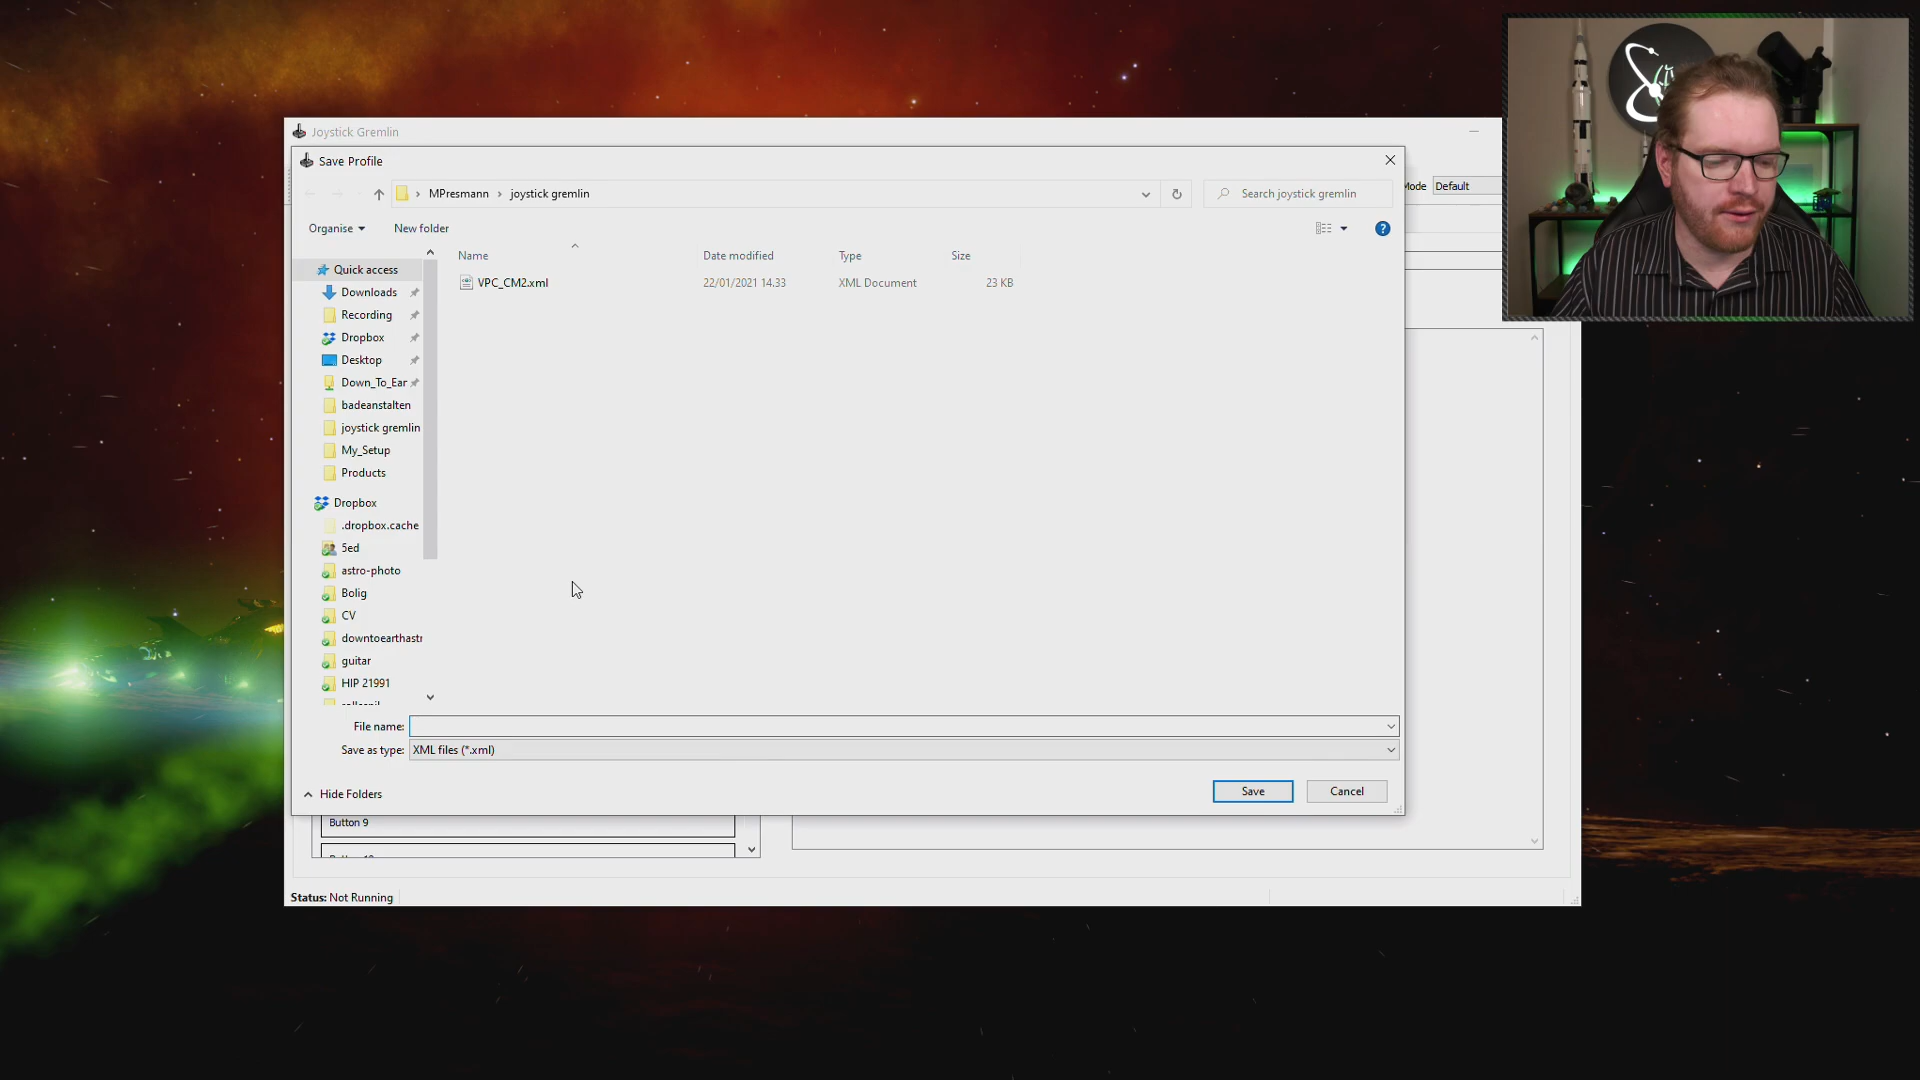 Joystick Gremlin
Save Profile
MPresmann › joystick gremlin
Search joystick gremlin
Mode
Default
Organise
New folder
Name
Date modified
Type
Size
VPC_CM2.xml
22/01/2021 14.33
XML Document
23 KB
Quick access
Downloads
Recording
Dropbox
Desktop
Down_To_Ear
badeanstalten
joystick gremlin
My_Setup
Products
Dropbox
.dropbox.cache
5ed
astro-photo
Bolig
CV
downtoearthastr
guitar
HIP 21991
File name:
Save as type:
XML files (*.xml)
Hide Folders
Save
Cancel
Button 9
Status: Not Running